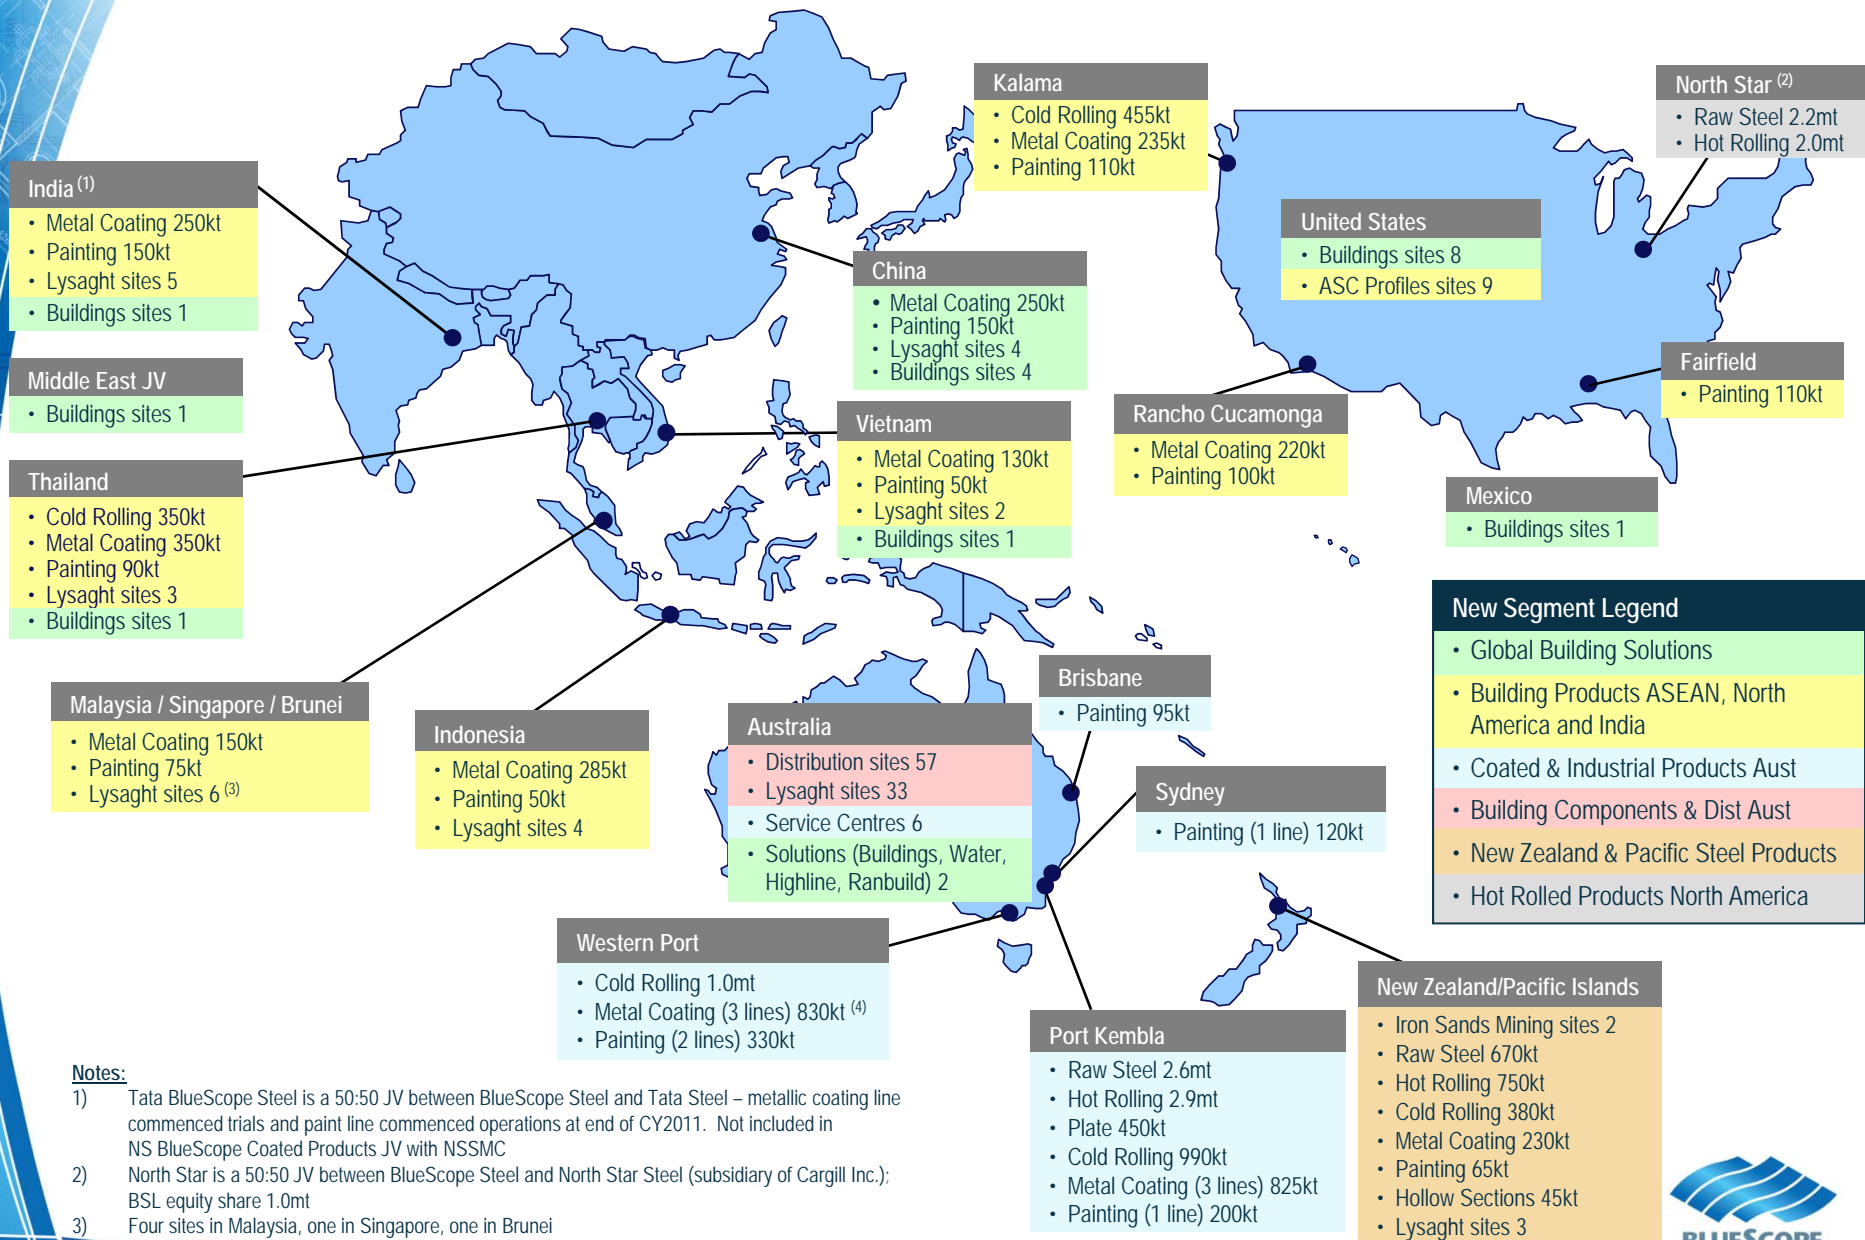 Kalama
• Cold Rolling 455kt
• Metal Coating 235kt
• Painting 110kt
North Star (2)
• Raw Steel 2.2mt
• Hot Rolling 2.0mt
India (1)
• Metal Coating 250kt
• Painting 150kt
• Lysaght sites 5
• Buildings sites 1
United States
• Buildings sites 8
• ASC Profiles sites 9
China
• Metal Coating 250kt
• Painting 150kt
• Lysaght sites 4
• Buildings sites 4
Middle East JV
• Buildings sites 1
Fairfield
• Painting 110kt
Rancho Cucamonga
• Metal Coating 220kt
• Painting 100kt
Vietnam
• Metal Coating 130kt
• Painting 50kt
• Lysaght sites 2
• Buildings sites 1
Thailand
• Cold Rolling 350kt
• Metal Coating 350kt
• Painting 90kt
• Lysaght sites 3
• Buildings sites 1
Mexico
• Buildings sites 1
New Segment Legend
• Global Building Solutions
• Building Products ASEAN, North
America and India
• Coated & Industrial Products Aust
• Building Components & Dist Aust
• New Zealand & Pacific Steel Products
• Hot Rolled Products North America
Malaysia / Singapore / Brunei
• Metal Coating 150kt
• Painting 75kt
• Lysaght sites 6 (3)
Indonesia
• Metal Coating 285kt
• Painting 50kt
• Lysaght sites 4
Australia
• Distribution sites 57
• Lysaght sites 33
• Service Centres 6
• Solutions (Buildings, Water,
Highline, Ranbuild) 2
Brisbane
• Painting 95kt
Sydney
• Painting (1 line) 120kt
Western Port
• Cold Rolling 1.0mt
• Metal Coating (3 lines) 830kt (4)
• Painting (2 lines) 330kt
Port Kembla
• Raw Steel 2.6mt
• Hot Rolling 2.9mt
• Plate 450kt
• Cold Rolling 990kt
• Metal Coating (3 lines) 825kt
• Painting (1 line) 200kt
New Zealand/Pacific Islands
• Iron Sands Mining sites 2
• Raw Steel 670kt
• Hot Rolling 750kt
• Cold Rolling 380kt
• Metal Coating 230kt
• Painting 65kt
• Hollow Sections 45kt
• Lysaght sites 3
Notes:
1) Tata BlueScope Steel is a 50:50 JV between BlueScope Steel and Tata Steel – metallic coating line
commenced trials and paint line commenced operations at end of CY2011. Not included in
NS BlueScope Coated Products JV with NSSMC
2) North Star is a 50:50 JV between BlueScope Steel and North Star Steel (subsidiary of Cargill Inc.);
BSL equity share 1.0mt
3) Four sites in Malaysia, one in Singapore, one in Brunei
BLUESCOPE